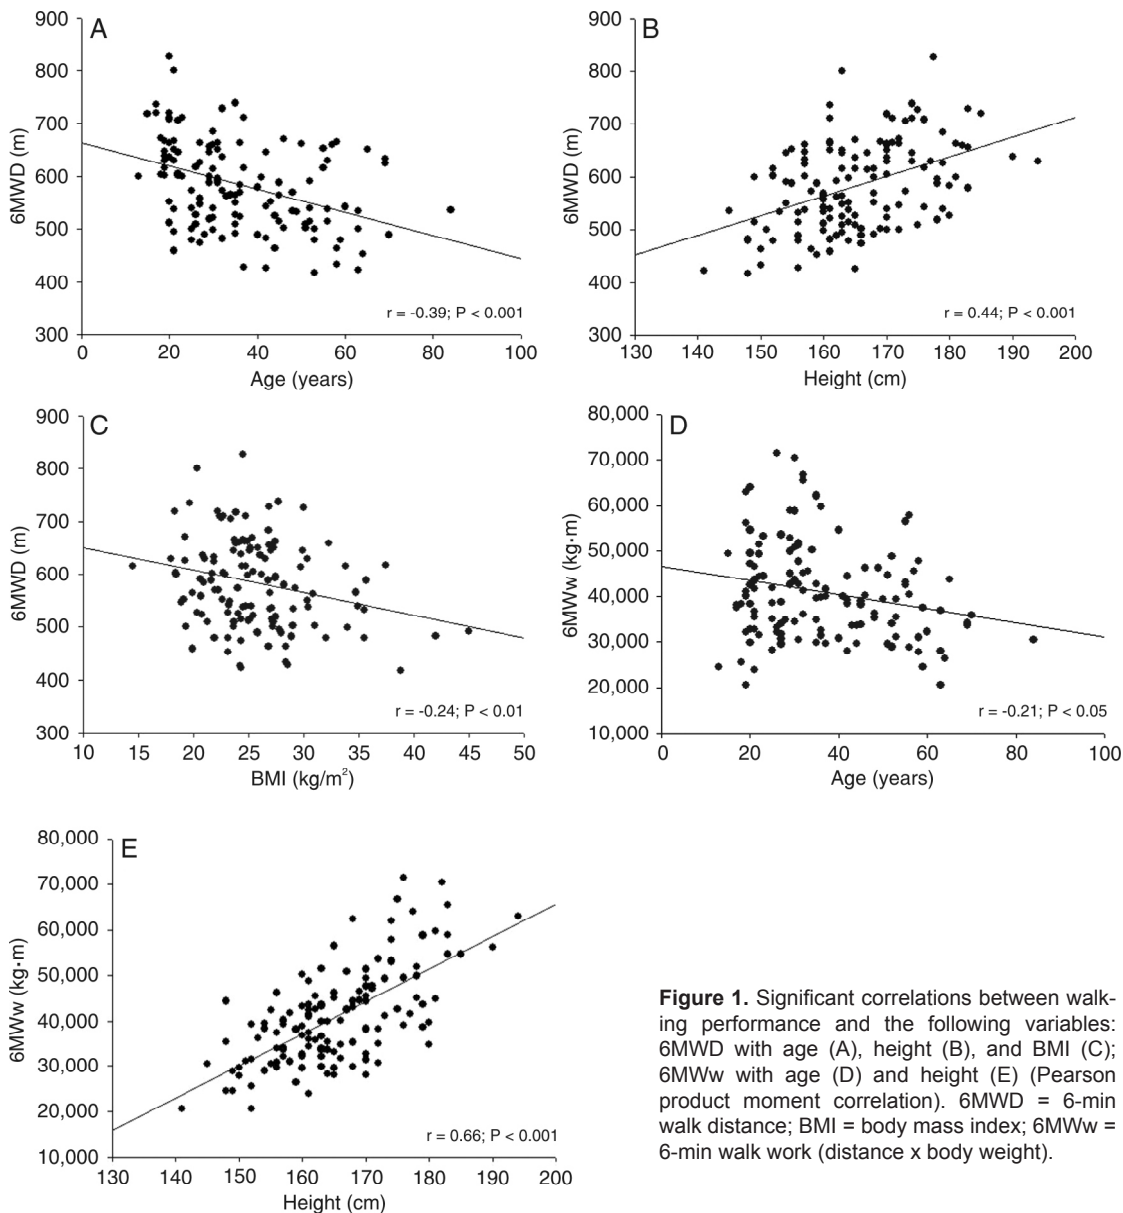 A
900
800
700
600
500
400
300
6MWD (m)
r = -0.39; P < 0.001
0 20 40 60 80 100
Age (years)
B
900
800
700
600
500
400
300
6MWD (m)
r = 0.44; P < 0.001
130 140 150 160 170 180 190 200
Height (cm)
C
900
800
700
600
500
400
300
6MWD (m)
r = -0.24; P < 0.01
10 15 20 25 30 35 40 45 50
BMI (kg/m²)
D
80,000
70,000
60,000
50,000
40,000
30,000
20,000
10,000
6MWw (kg·m)
r = -0.21; P < 0.05
0 20 40 60 80 100
Age (years)
E
80,000
70,000
60,000
50,000
40,000
30,000
20,000
10,000
6MWw (kg·m)
r = 0.66; P < 0.001
130 140 150 160 170 180 190 200
Height (cm)
Figure 1. Significant correlations between walk-
ing performance and the following variables:
6MWD with age (A), height (B), and BMI (C);
6MWw with age (D) and height (E) (Pearson
product moment correlation). 6MWD = 6-min
walk distance; BMI = body mass index; 6MWw =
6-min walk work (distance x body weight).